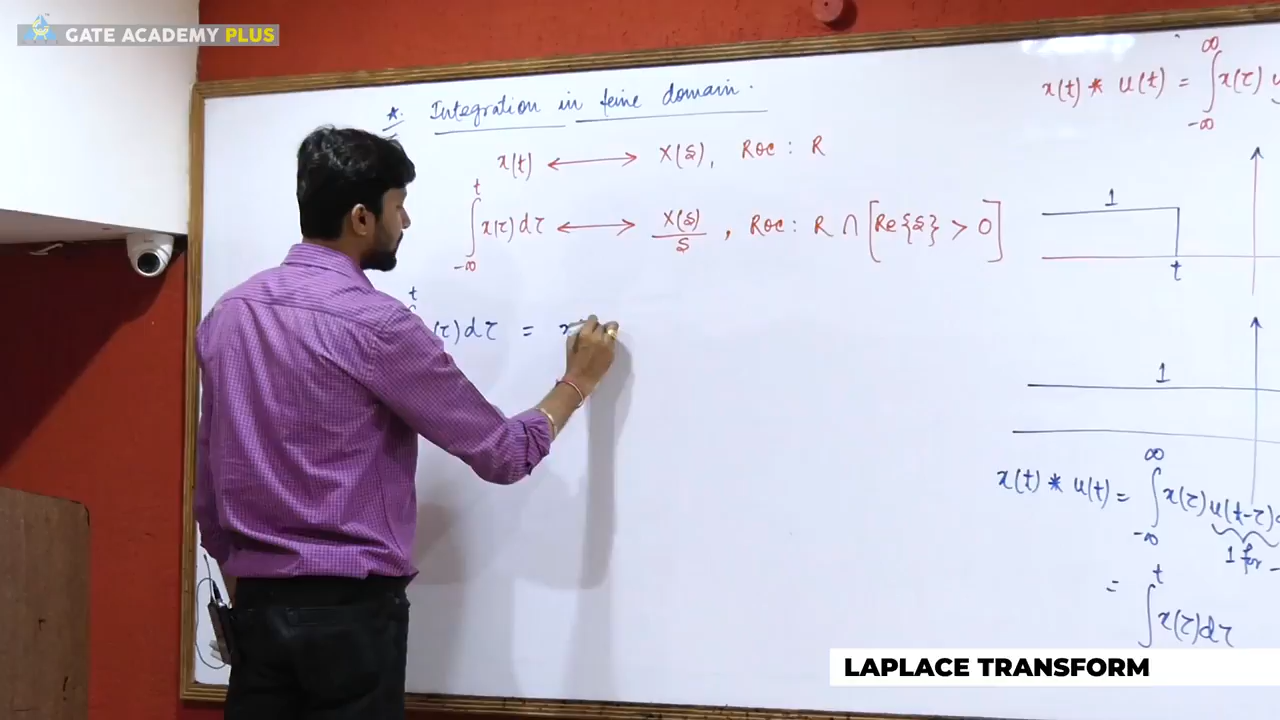 GATE ACADEMY PLUS
*. Integration in teine domain.
x(t) ⟷ X(s), Roc : R
∫_{-∞}^{t} x(τ) dτ ⟷ X(s)/s , Roc : R ∩ [Re{s} > 0]
t
(τ) dτ =
x(t) * u(t) = ∫_{-∞}^{∞} x(τ) u
1
t
1
x(t) * u(t) = ∫_{-∞}^{∞} x(τ) u(t-τ)
1 for -
= ∫^{t} x(τ) dτ
LAPLACE TRANSFORM